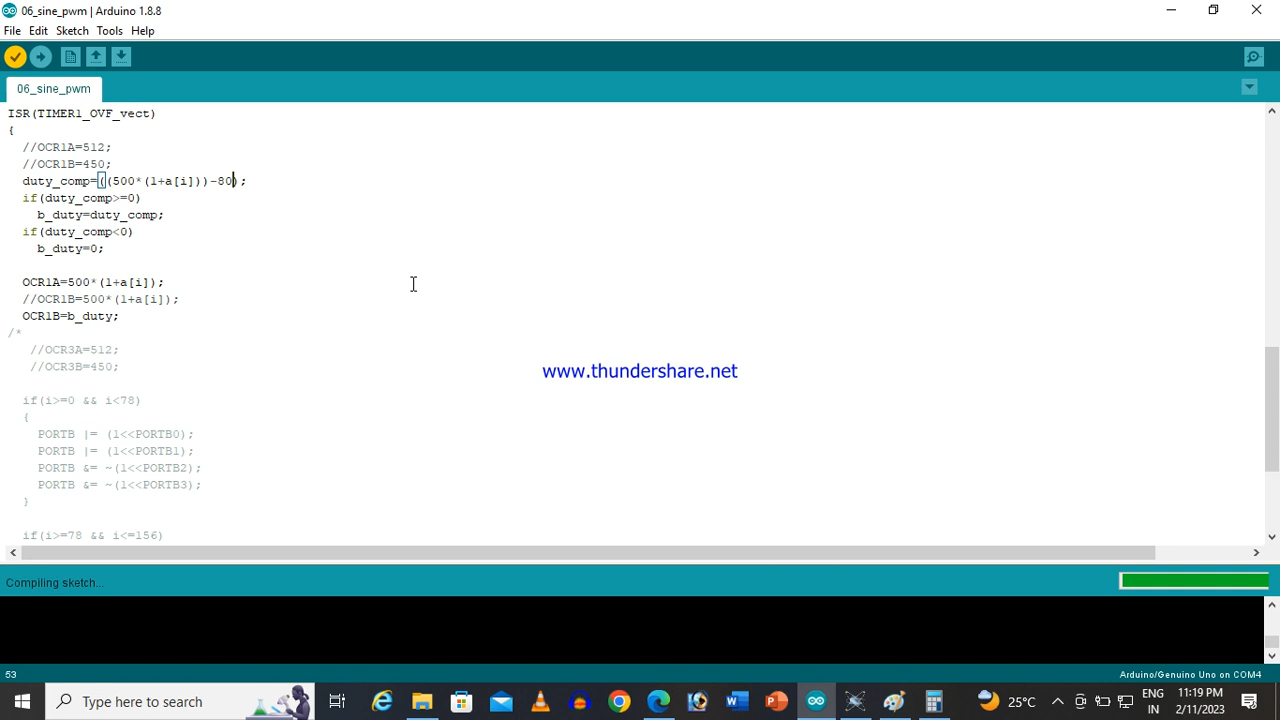 06_sine_pwm | Arduino 1.8.8
File Edit Sketch Tools Help
06_sine_pwm
ISR(TIMER1_OVF_vect)
{
//OCR1A=512;
//OCR1B=450;
duty_comp=((500*(1+a[i]))-80);
if(duty_comp>=0)
b_duty=duty_comp;
if(duty_comp<0)
b_duty=0;
OCR1A=500*(1+a[i]);
//OCR1B=500*(1+a[i]);
OCR1B=b_duty;
/*
//OCR3A=512;
//OCR3B=450;
www.thundershare.net
if(i>=0 && i<78)
{
PORTB |= (1<<PORTB0);
PORTB |= (1<<PORTB1);
PORTB &= ~(1<<PORTB2);
PORTB &= ~(1<<PORTB3);
}
if(i>=78 && i<=156)
Compiling sketch...
53
Arduino/Genuino Uno on COM4
Type here to search
25°C
ENG
IN
11:19 PM
2/11/2023